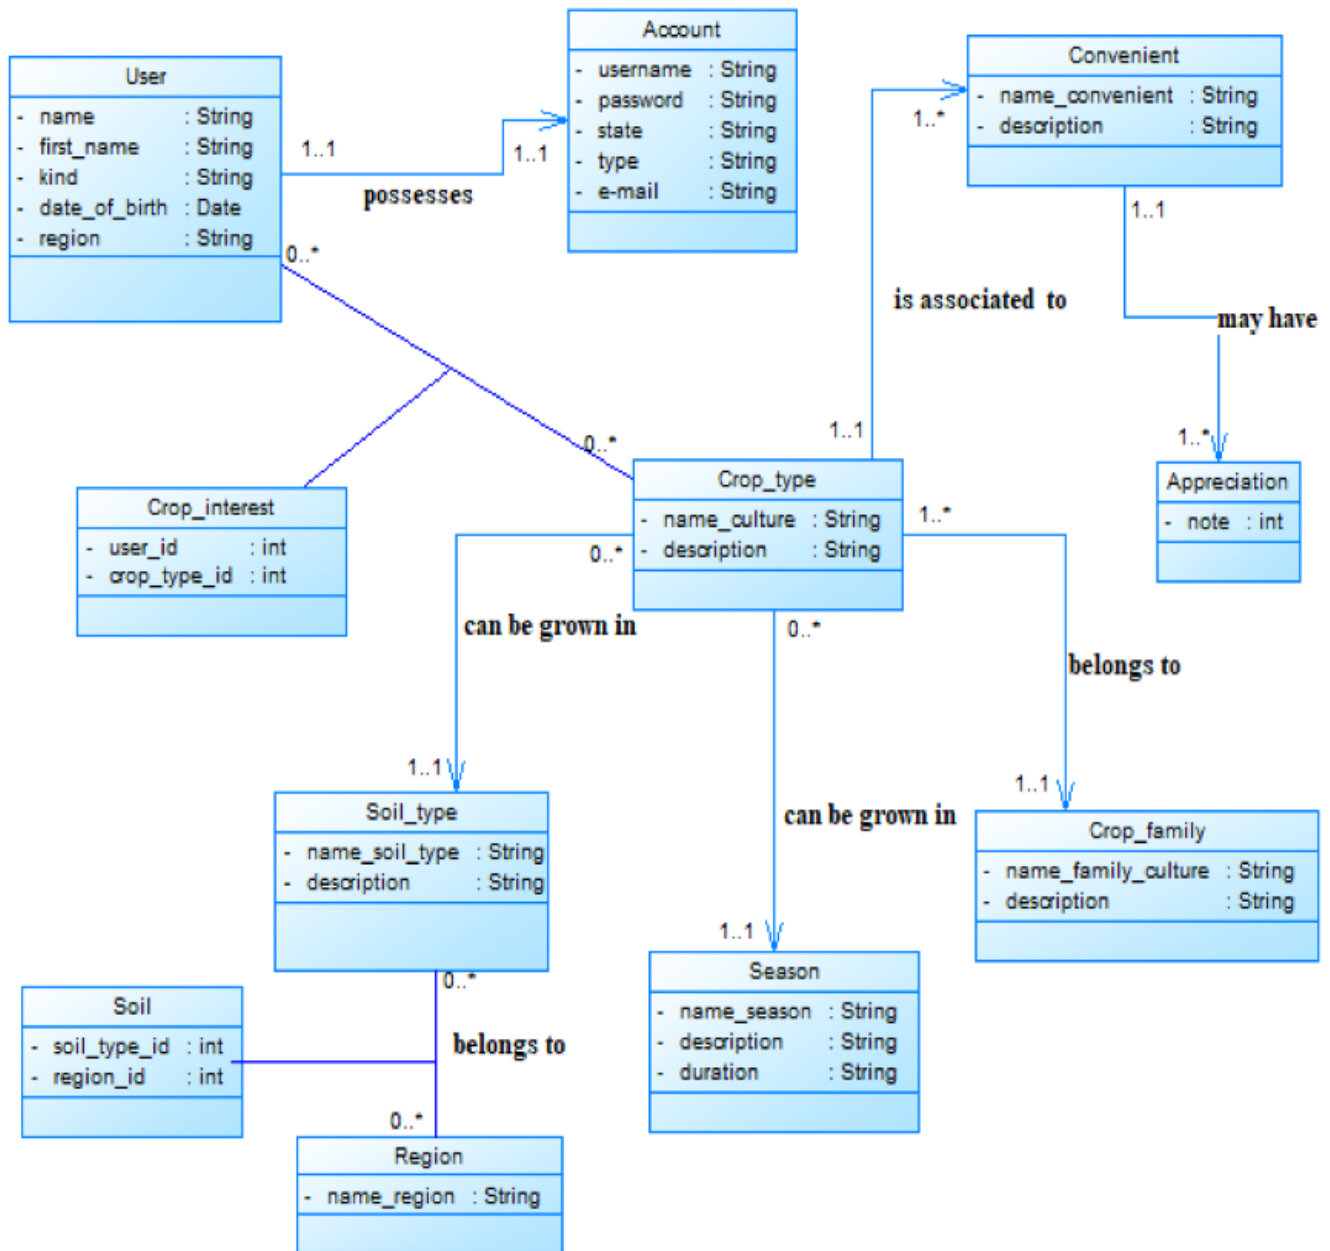 User
- name : String
- first_name : String
- kind : String
- date_of_birth : Date
- region : String
1..1
possesses
1..1
Account
- username : String
- password : String
- state : String
- type : String
- e-mail : String
Convenient
- name_convenient : String
- description : String
1..*
is associated to
1..1
1..1
may have
1..*
Appreciation
- note : int
0..*
0..*
Crop_interest
- user_id : int
- crop_type_id : int
Crop_type
- name_culture : String
- description : String
0..*
can be grown in
1..1
0..*
can be grown in
1..1
1..*
belongs to
1..1
Soil_type
- name_soil_type : String
- description : String
Crop_family
- name_family_culture : String
- description : String
Season
- name_season : String
- description : String
- duration : String
0..*
belongs to
0..*
Soil
- soil_type_id : int
- region_id : int
Region
- name_region : String